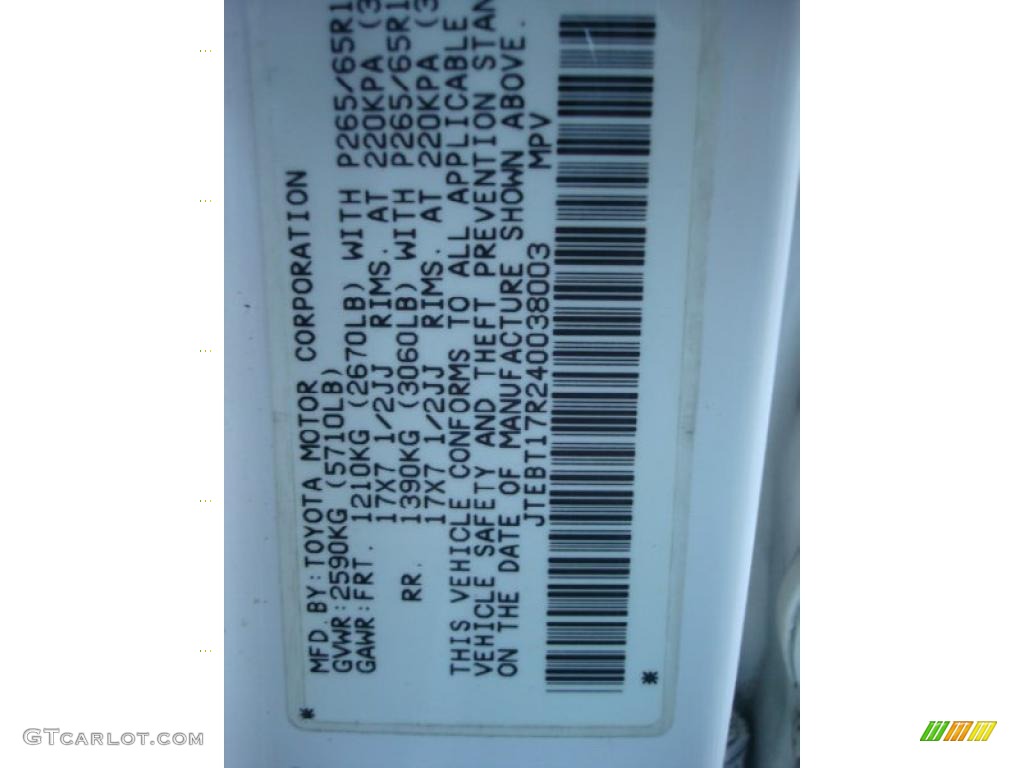 MFD. BY: TOYOTA MOTOR CORPORATION
GVWR: 2590KG (5710LB)
GAWR: FRT. 1210KG (2670LB) WITH P265/65R1
17X7 1/2JJ RIMS. AT 220KPA (3
RR. 1390KG (3060LB) WITH P265/65R1
17X7 1/2JJ RIMS. AT 220KPA (3
THIS VEHICLE CONFORMS TO ALL APPLICABLE
VEHICLE SAFETY AND THEFT PREVENTION STAN
ON THE DATE OF MANUFACTURE SHOWN ABOVE.
JTEBT17R240038003 MPV
GTCARLOT.COM